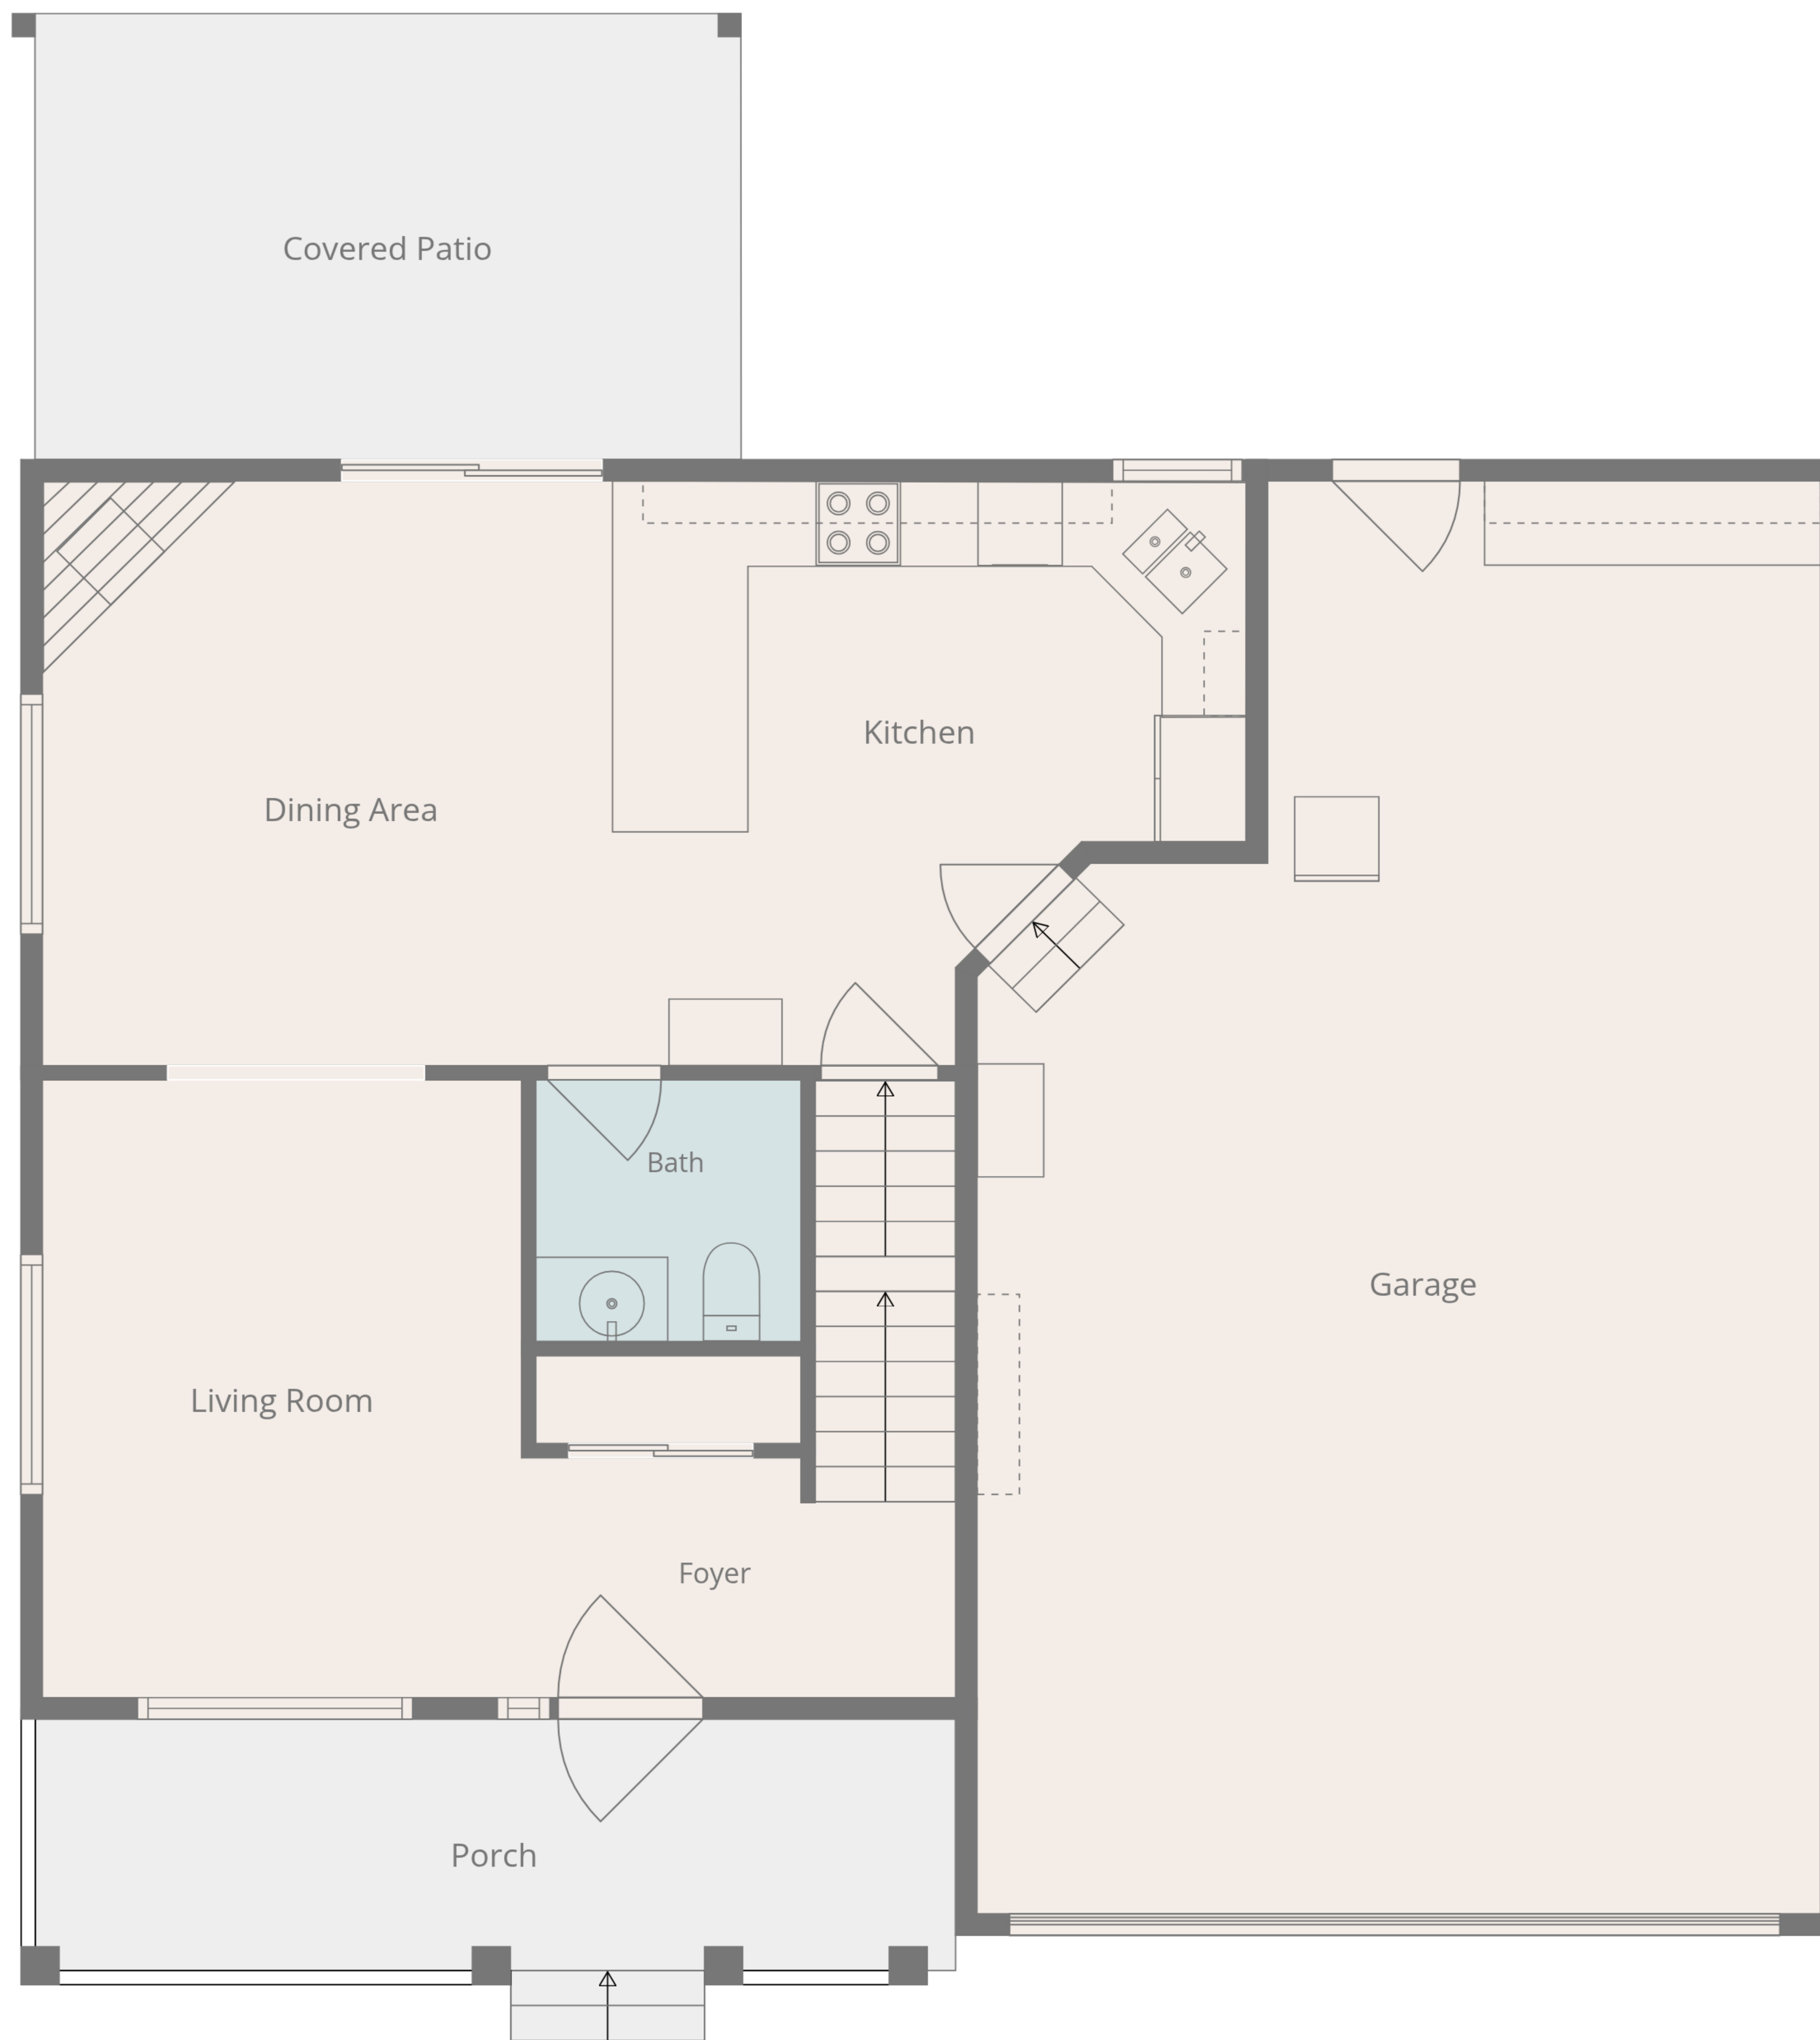 Covered Patio
Kitchen
Dining Area
Bath
Garage
Living Room
Foyer
Porch